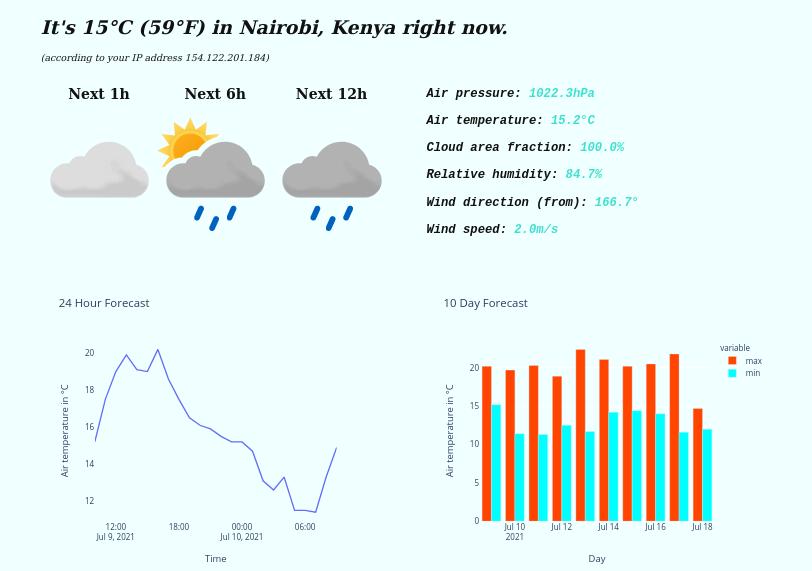 It's 15°C (59°F) in Nairobi, Kenya right now.
(according to your IP address 154.122.201.184)
Next 1h
Next 6h
Next 12h
Air pressure: 1022.3hPa
Air temperature: 15.2°C
Cloud area fraction: 100.0%
Relative humidity: 84.7%
Wind direction (from): 166.7°
Wind speed: 2.0m/s
24 Hour Forecast
Air temperature in °C
20
18
16
14
12
12:00
Jul 9, 2021
18:00
00:00
Jul 10, 2021
06:00
Time
10 Day Forecast
Air temperature in °C
20
15
10
5
0
Jul 10
2021
Jul 12
Jul 14
Jul 16
Jul 18
Day
variable
max
min